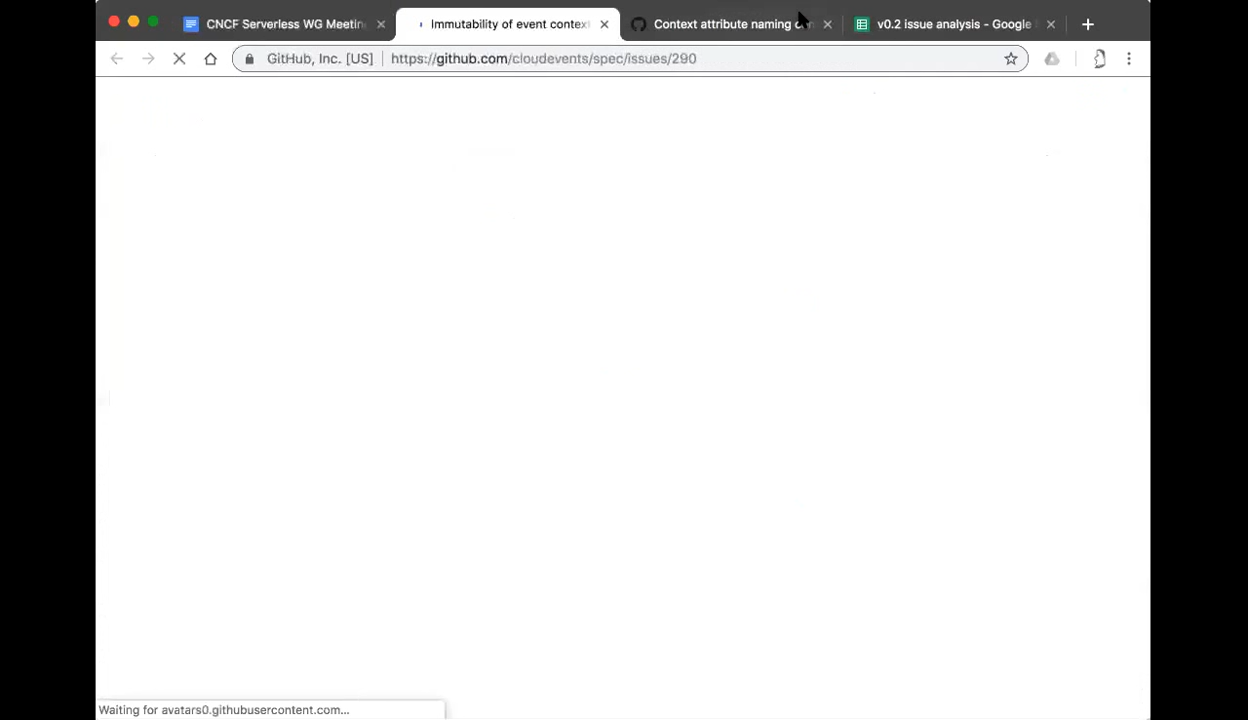 CNCF Serverless WG Meetin
Immutability of event contex
Context attribute naming
v0.2 issue analysis - Google
GitHub, Inc. [US]
https://github.com/cloudevents/spec/issues/290
Waiting for avatars0.githubusercontent.com...